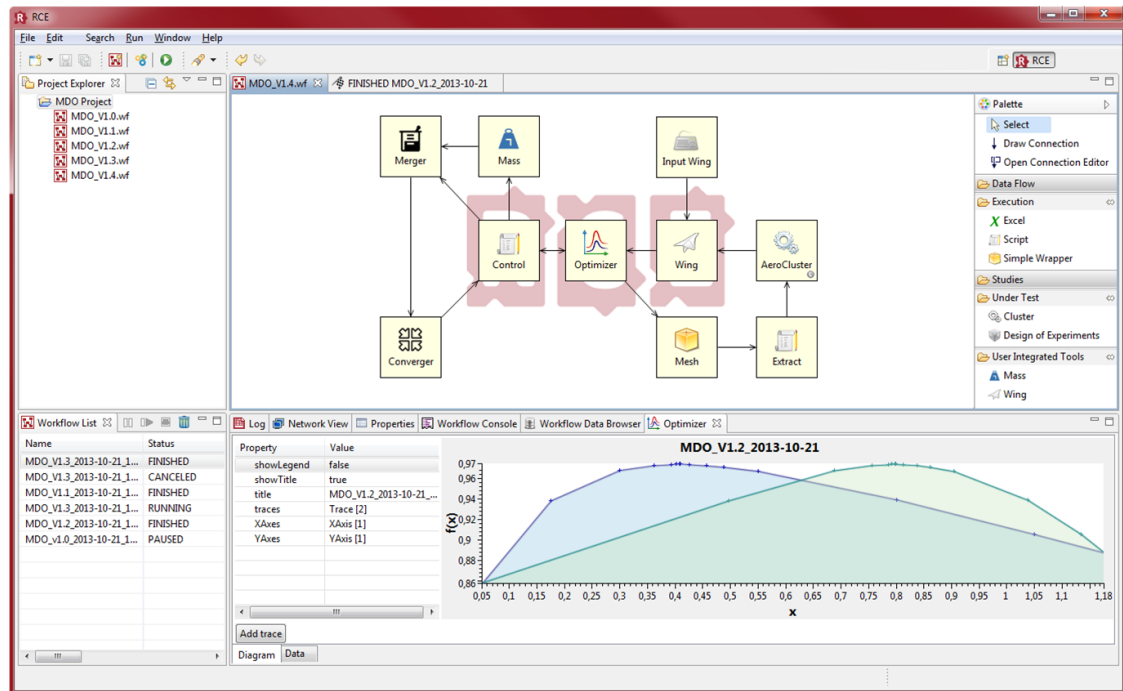 RCE
File Edit Search Run Window Help
RCE
Project Explorer
MDO Project
MDO_V1.0.wf
MDO_V1.1.wf
MDO_V1.2.wf
MDO_V1.3.wf
MDO_V1.4.wf
MDO_V1.4.wf FINISHED MDO_V1.2_2013-10-21
Merger Mass Input Wing
Control Optimizer Wing AeroCluster
Converger Mesh Extract
Palette
Select
Draw Connection
Open Connection Editor
Data Flow
Execution
Excel
Script
Simple Wrapper
Studies
Under Test
Cluster
Design of Experiments
User Integrated Tools
Mass
Wing
Workflow List
Name Status
MDO_V1.3_2013-10-21_1... FINISHED
MDO_V1.3_2013-10-21_1... CANCELED
MDO_V1.1_2013-10-21_1... FINISHED
MDO_V1.3_2013-10-21_1... RUNNING
MDO_V1.2_2013-10-21_1... FINISHED
MDO_v1.0_2013-10-21_1... PAUSED
Log Network View Properties Workflow Console Workflow Data Browser Optimizer
Property Value
showLegend false
showTitle true
title MDO_V1.2_2013-10-21_...
traces Trace [2]
XAxes XAxis [1]
YAxes YAxis [1]
Add trace
Diagram Data
MDO_V1.2_2013-10-21
f(x)
0,97
0,96
0,94
0,92
0,9
0,88
0,86
0,05 0,1 0,15 0,2 0,25 0,3 0,35 0,4 0,45 0,5 0,55 0,6 0,65 0,7 0,75 0,8 0,85 0,9 0,95 1 1,05 1,1 1,18
x